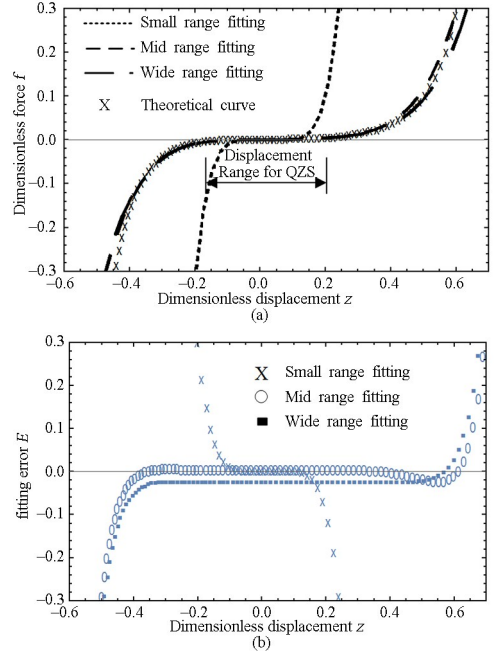 0.3
Small range fitting
Mid range fitting
0.2
Wide range fitting
0.1
X Theoretical curve
Dimensionless force f
0.0
Displacement
Range for QZS
−0.1
−0.2
−0.3
−0.6 −0.4 −0.2 0.0 0.2 0.4 0.6
Dimensionless displacement z
(a)
0.3
X Small range fitting
0.2
Mid range fitting
Wide range fitting
0.1
fitting error E
0.0
−0.1
−0.2
−0.3
−0.6 −0.4 −0.2 0.0 0.2 0.4 0.6
Dimensionless displacement z
(b)